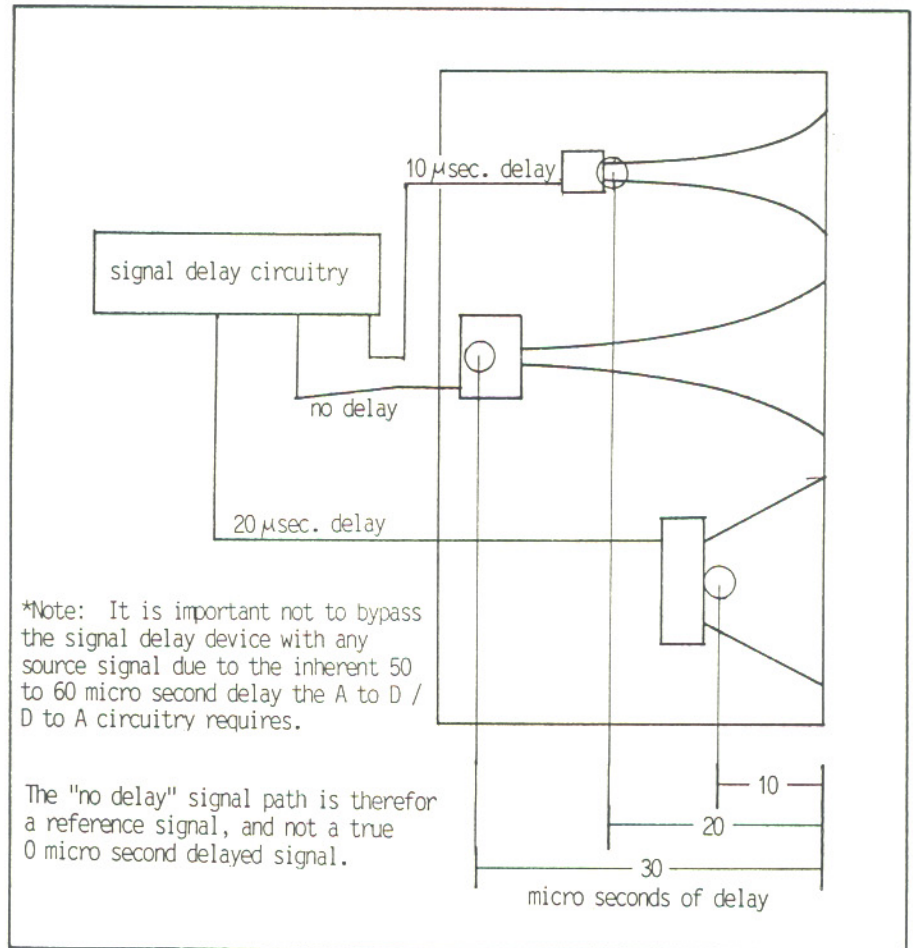 10 μsec. delay
signal delay circuitry
no delay
20 μsec. delay
*Note: It is important not to bypass
the signal delay device with any
source signal due to the inherent 50
to 60 micro second delay the A to D /
D to A circuitry requires.
The "no delay" signal path is therefor
a reference signal, and not a true
0 micro second delayed signal.
10
20
30
micro seconds of delay